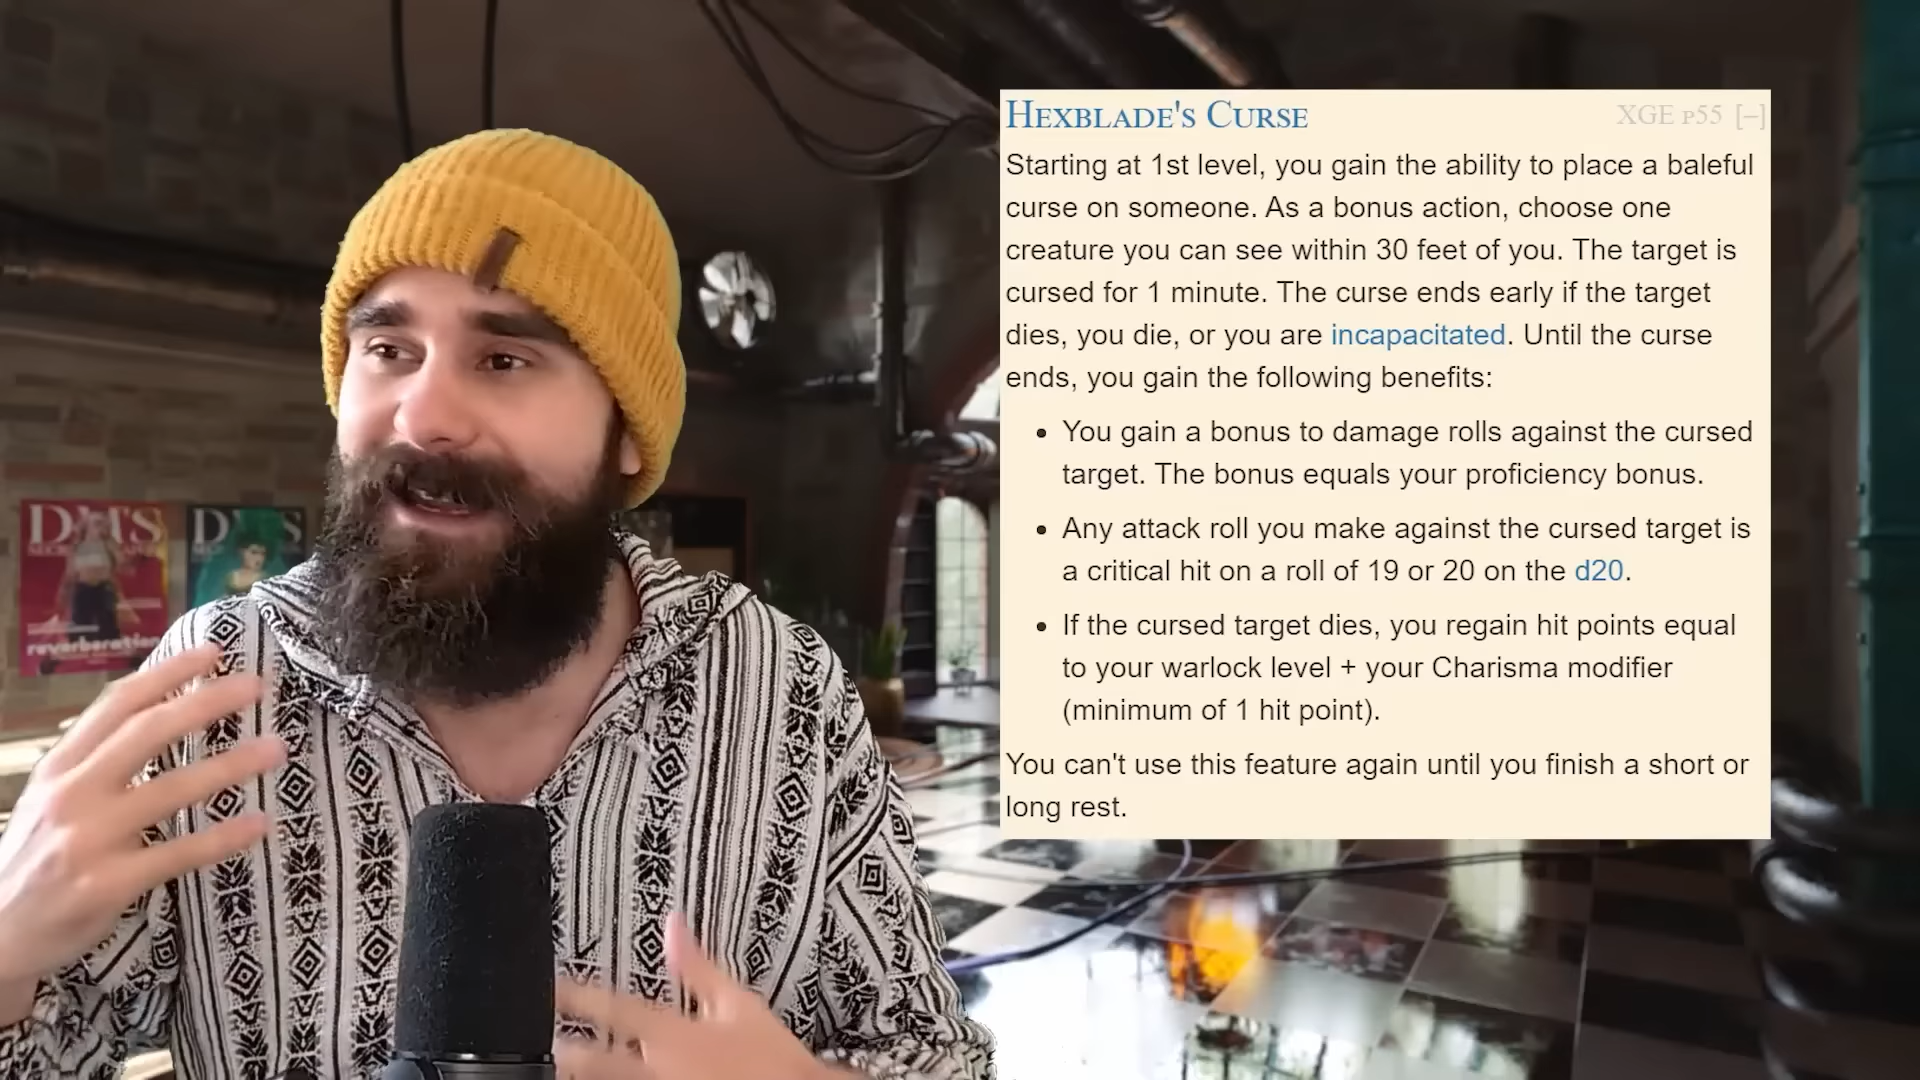 HEXBLADE'S CURSE XGE P55 [–]
Starting at 1st level, you gain the ability to place a baleful
curse on someone. As a bonus action, choose one
creature you can see within 30 feet of you. The target is
cursed for 1 minute. The curse ends early if the target
dies, you die, or you are incapacitated. Until the curse
ends, you gain the following benefits:
• You gain a bonus to damage rolls against the cursed
target. The bonus equals your proficiency bonus.
• Any attack roll you make against the cursed target is
a critical hit on a roll of 19 or 20 on the d20.
• If the cursed target dies, you regain hit points equal
to your warlock level + your Charisma modifier
(minimum of 1 hit point).
You can't use this feature again until you finish a short or
long rest.
reverberation